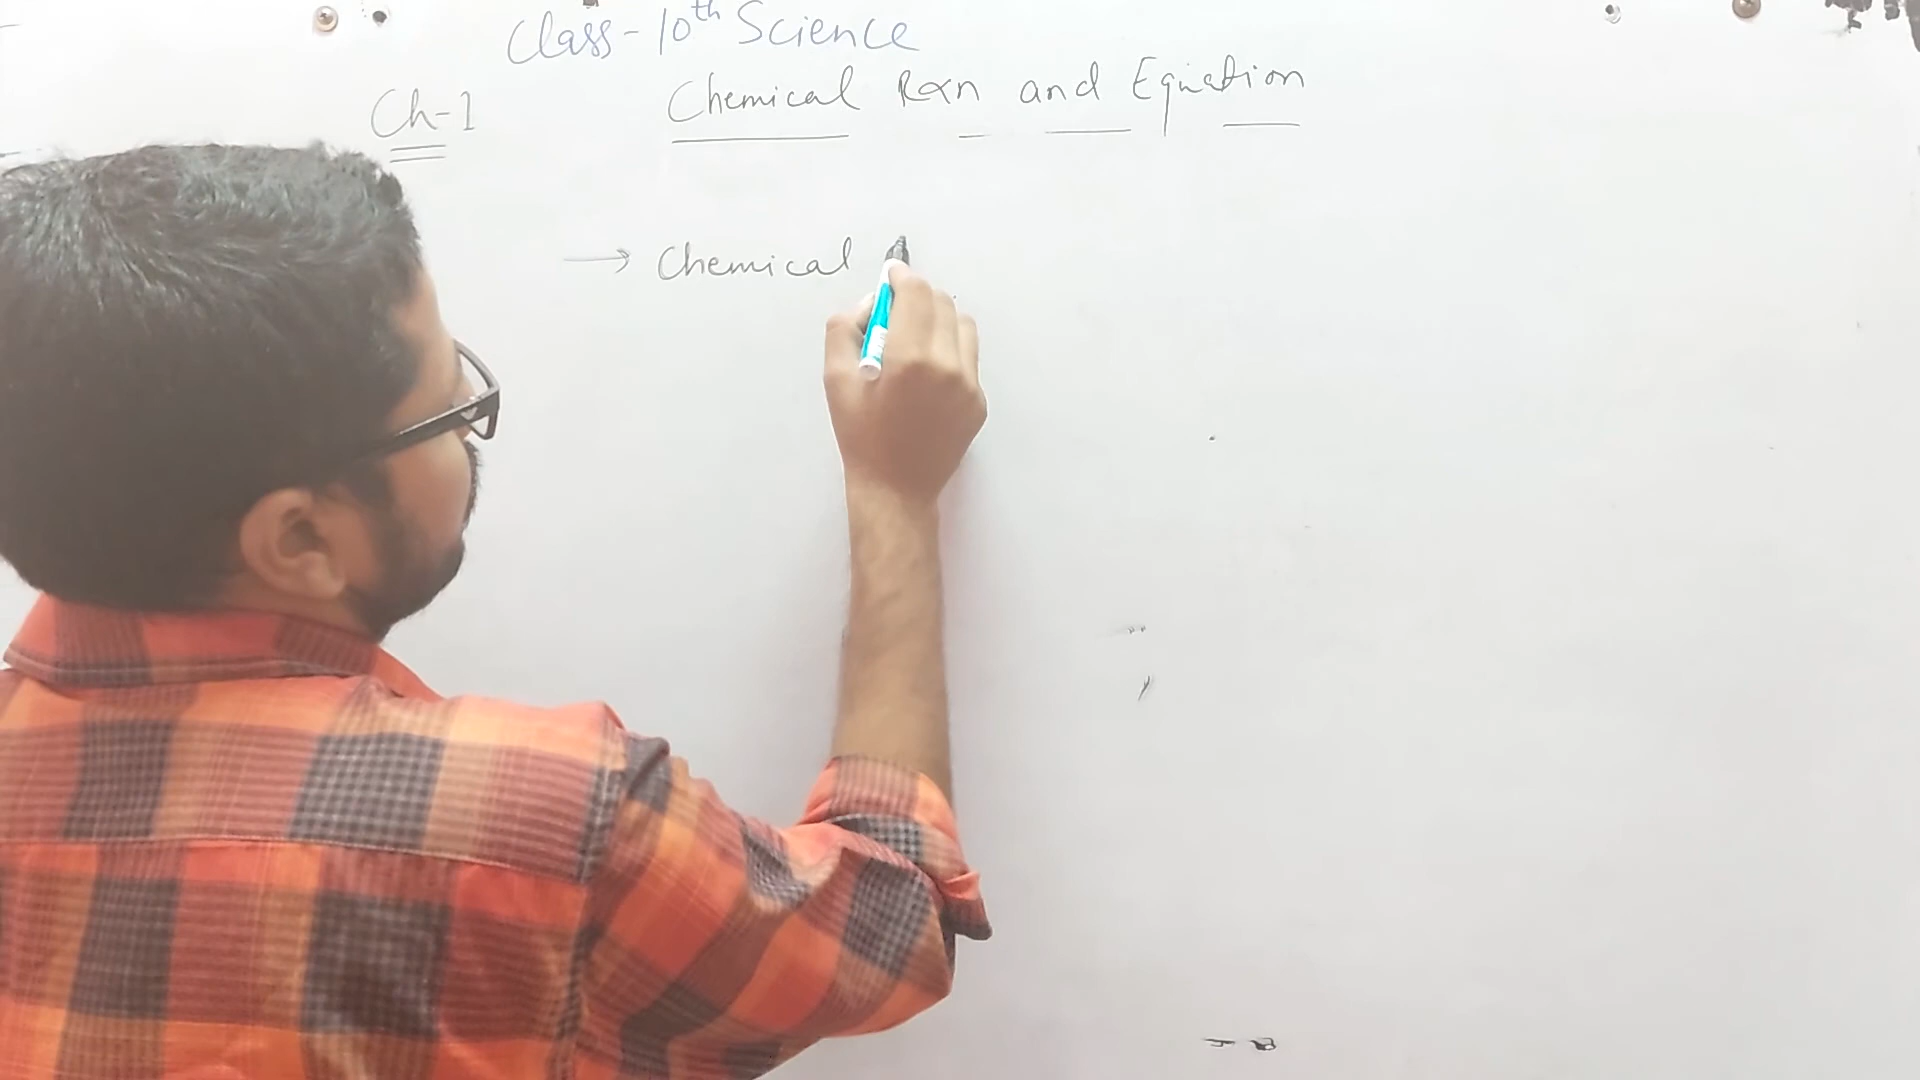 Class-10th Science
Ch-1 Chemical Rxn and Equation
→ Chemical